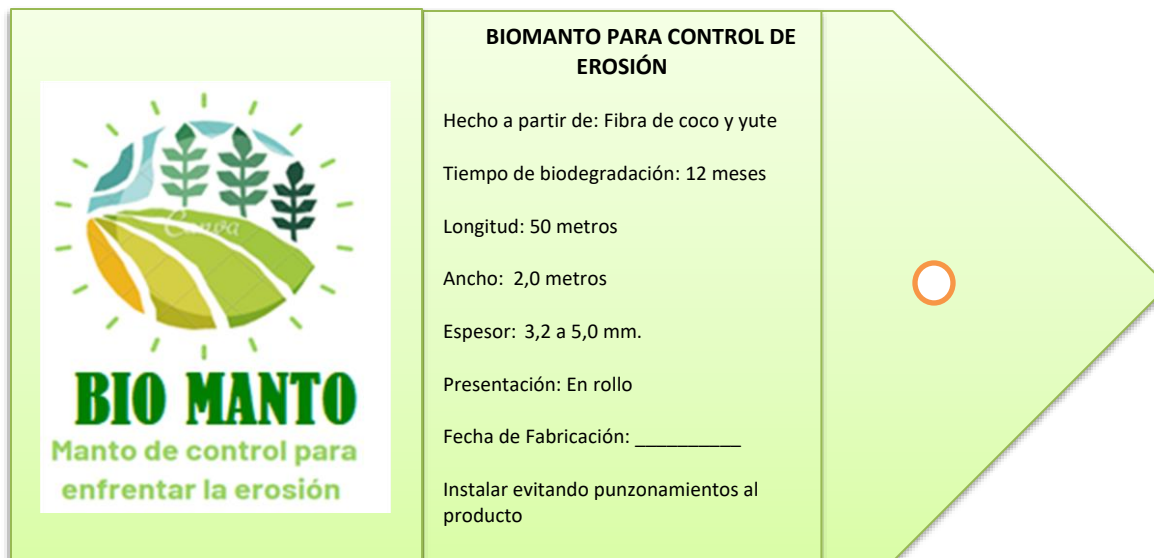 Canva
BIO MANTO
Manto de control para
enfrentar la erosión
BIOMANTO PARA CONTROL DE
EROSIÓN
Hecho a partir de: Fibra de coco y yute
Tiempo de biodegradación: 12 meses
Longitud: 50 metros
Ancho: 2,0 metros
Espesor: 3,2 a 5,0 mm.
Presentación: En rollo
Fecha de Fabricación: __________
Instalar evitando punzonamientos al
producto